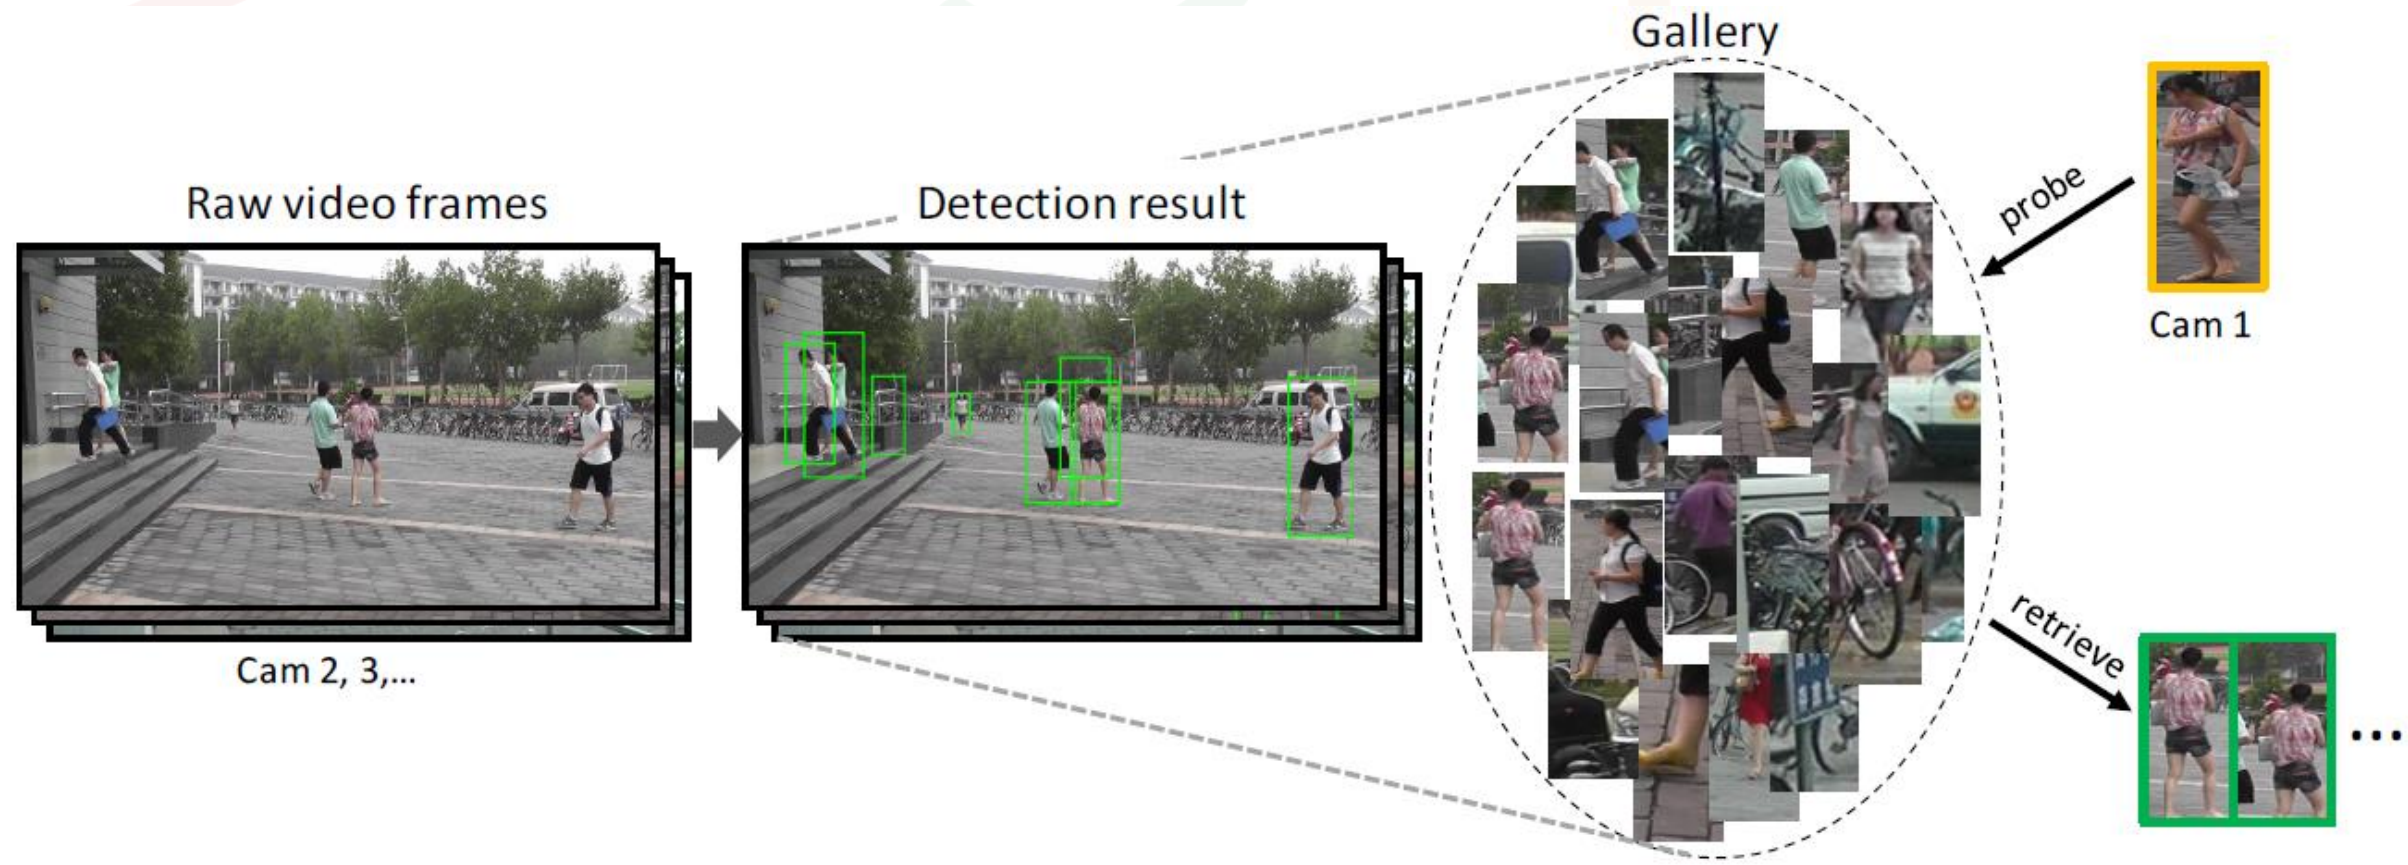 Gallery
Raw video frames
Detection result
probe
Cam 1
retrieve
Cam 2, 3,...
...